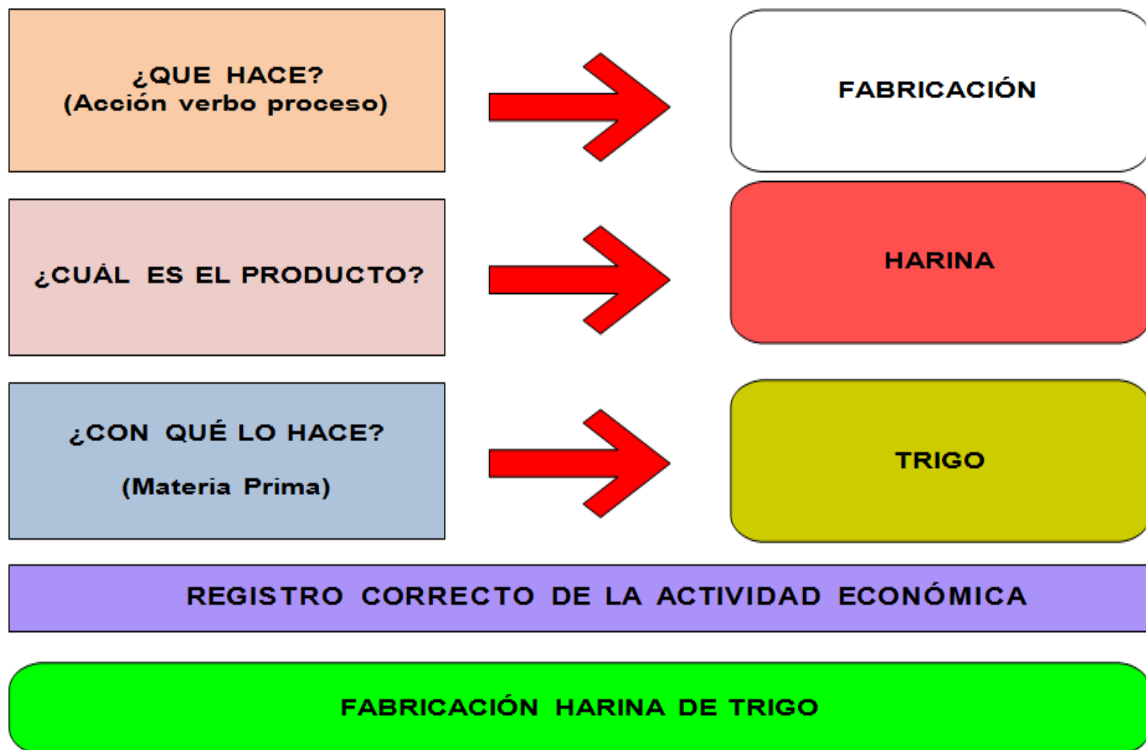 ¿QUE HACE?
(Acción verbo proceso)
FABRICACIÓN
¿CUÁL ES EL PRODUCTO?
HARINA
¿CON QUÉ LO HACE?
(Materia Prima)
TRIGO
REGISTRO CORRECTO DE LA ACTIVIDAD ECONÓMICA
FABRICACIÓN HARINA DE TRIGO